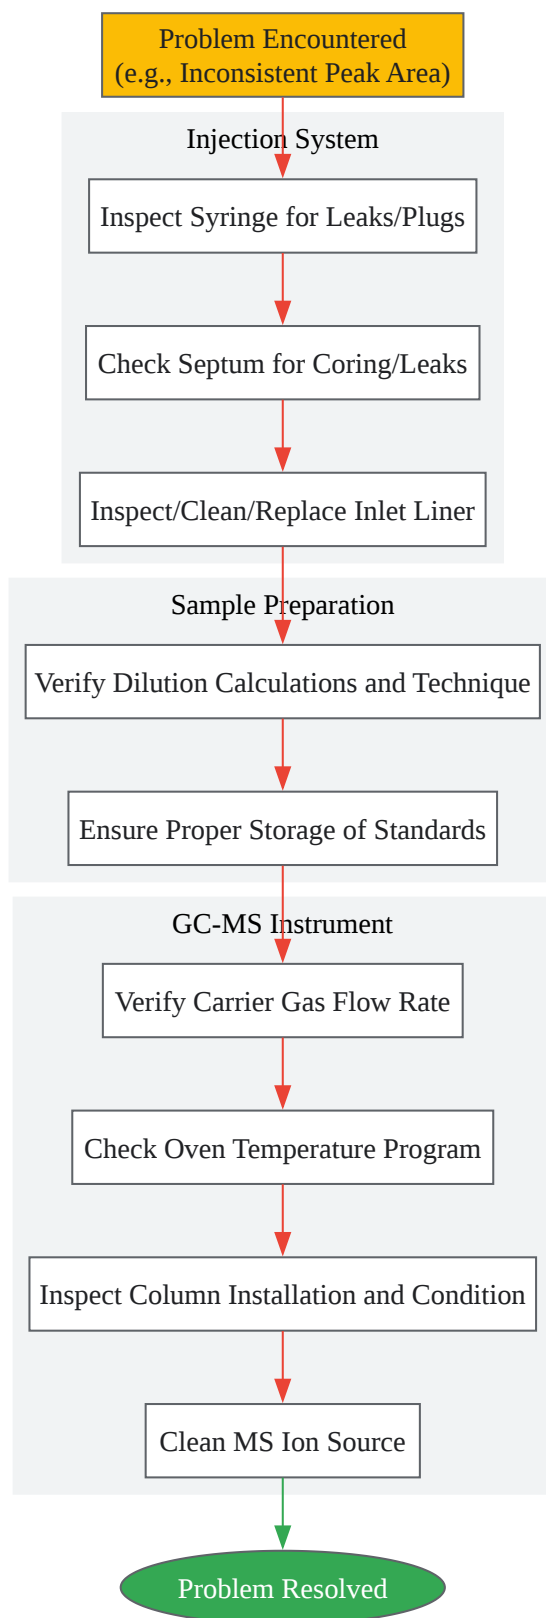 Problem Encountered
(e.g., Inconsistent Peak Area)
Injection System
Inspect Syringe for Leaks/Plugs
Check Septum for Coring/Leaks
Inspect/Clean/Replace Inlet Liner
Sample Preparation
Verify Dilution Calculations and Technique
Ensure Proper Storage of Standards
GC-MS Instrument
Verify Carrier Gas Flow Rate
Check Oven Temperature Program
Inspect Column Installation and Condition
Clean MS Ion Source
Problem Resolved